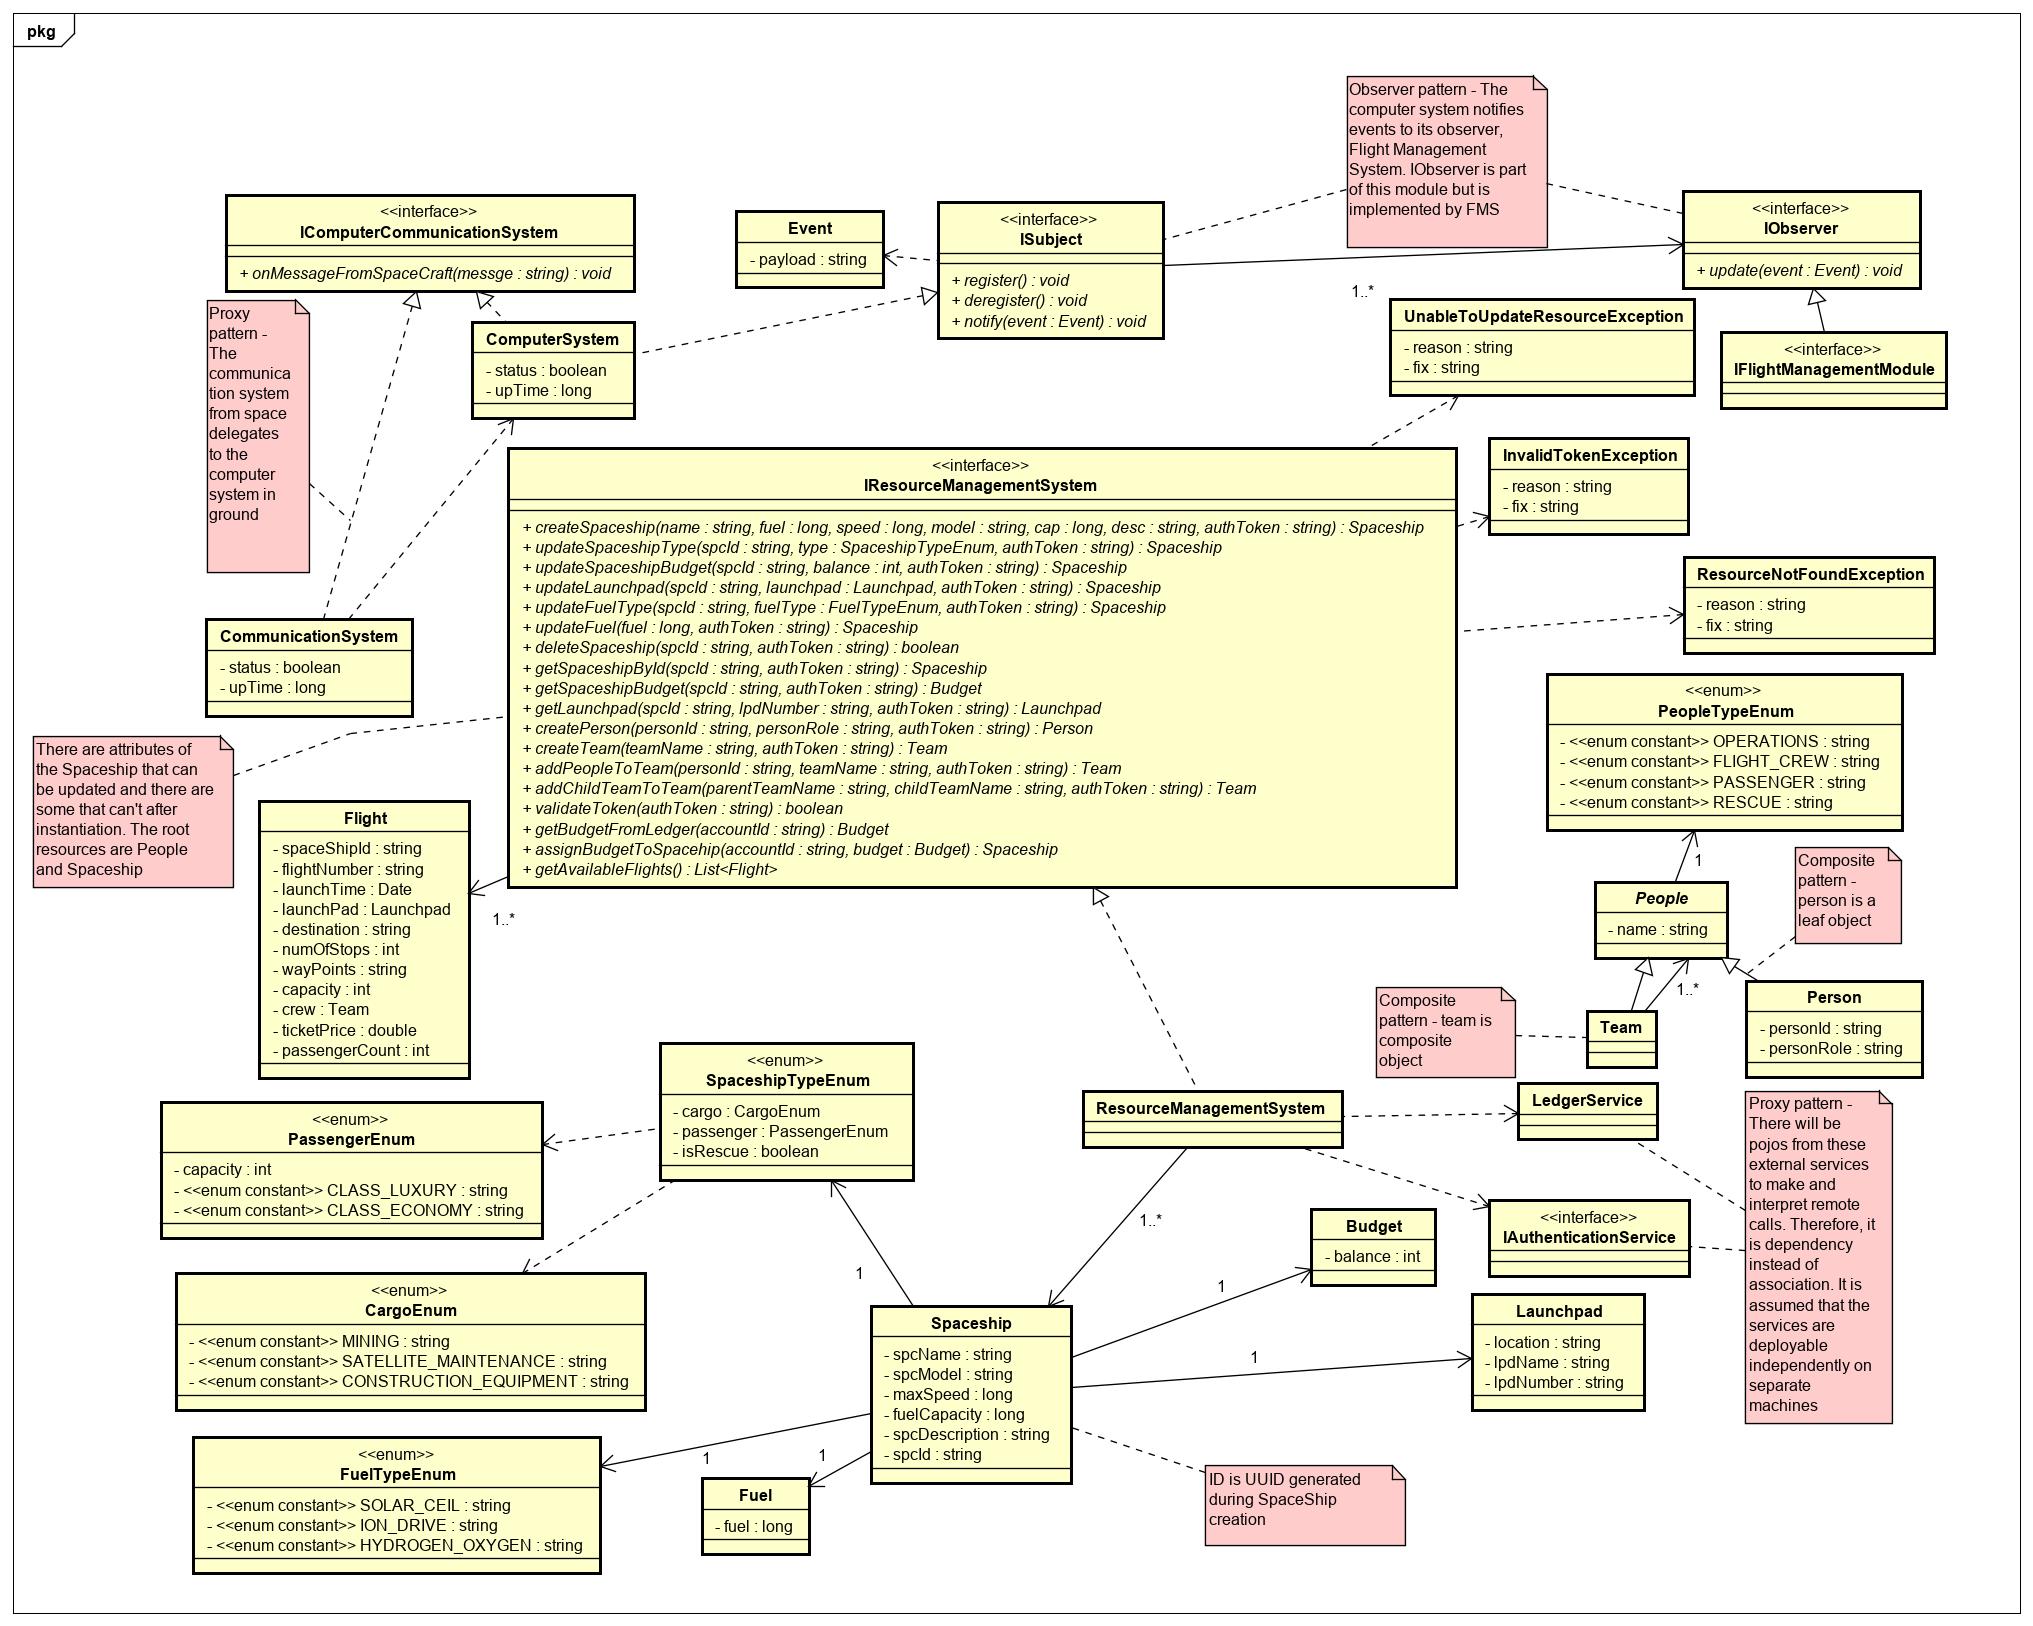 pkg
Observer pattern - The
computer system notifies
events to its observer,
Flight Management
System. IObserver is part
of this module but is
implemented by FMS
<<interface>>
IComputerCommunicationSystem
+ onMessageFromSpaceCraft(messge : string) : void
Event
- payload : string
<<interface>>
ISubject
+ register() : void
+ deregister() : void
+ notify(event : Event) : void
<<interface>>
IObserver
+ update(event : Event) : void
1..*
Proxy
pattern -
The
communica
tion system
from space
delegates
to the
computer
system in
ground
ComputerSystem
- status : boolean
- upTime : long
UnableToUpdateResourceException
- reason : string
- fix : string
<<interface>>
IFlightManagementModule
<<interface>>
IResourceManagementSystem
+ createSpaceship(name : string, fuel : long, speed : long, model : string, cap : long, desc : string, authToken : string) : Spaceship
+ updateSpaceshipType(spcId : string, type : SpaceshipTypeEnum, authToken : string) : Spaceship
+ updateSpaceshipBudget(spcId : string, balance : int, authToken : string) : Spaceship
+ updateLaunchpad(spcId : string, launchpad : Launchpad, authToken : string) : Spaceship
+ updateFuelType(spcId : string, fuelType : FuelTypeEnum, authToken : string) : Spaceship
+ updateFuel(fuel : long, authToken : string) : Spaceship
+ deleteSpaceship(spcId : string, authToken : string) : boolean
+ getSpaceshipById(spcId : string, authToken : string) : Spaceship
+ getSpaceshipBudget(spcId : string, authToken : string) : Budget
+ getLaunchpad(spcId : string, lpdNumber : string, authToken : string) : Launchpad
+ createPerson(personId : string, personRole : string, authToken : string) : Person
+ createTeam(teamName : string, authToken : string) : Team
+ addPeopleToTeam(personId : string, teamName : string, authToken : string) : Team
+ addChildTeamToTeam(parentTeamName : string, childTeamName : string, authToken : string) : Team
+ validateToken(authToken : string) : boolean
+ getBudgetFromLedger(accountId : string) : Budget
+ assignBudgetToSpacehip(accountId : string, budget : Budget) : Spaceship
+ getAvailableFlights() : List<Flight>
InvalidTokenException
- reason : string
- fix : string
ResourceNotFoundException
- reason : string
- fix : string
CommunicationSystem
- status : boolean
- upTime : long
There are attributes of
the Spaceship that can
be updated and there are
some that can't after
instantiation. The root
resources are People
and Spaceship
<<enum>>
PeopleTypeEnum
- <<enum constant>> OPERATIONS : string
- <<enum constant>> FLIGHT_CREW : string
- <<enum constant>> PASSENGER : string
- <<enum constant>> RESCUE : string
1
Flight
- spaceShipId : string
- flightNumber : string
- launchTime : Date
- launchPad : Launchpad
- destination : string
- numOfStops : int
- wayPoints : string
- capacity : int
- crew : Team
- ticketPrice : double
- passengerCount : int
1..*
People
- name : string
Composite
pattern -
person is a
leaf object
1..*
Composite
pattern - team is
composite
object
Team
Person
- personId : string
- personRole : string
<<enum>>
SpaceshipTypeEnum
- cargo : CargoEnum
- passenger : PassengerEnum
- isRescue : boolean
<<enum>>
PassengerEnum
- capacity : int
- <<enum constant>> CLASS_LUXURY : string
- <<enum constant>> CLASS_ECONOMY : string
ResourceManagementSystem
LedgerService
Proxy pattern -
There will be
pojos from these
external services
to make and
interpret remote
calls. Therefore, it
is dependency
instead of
association. It is
assumed that the
services are
deployable
independently on
separate
machines
<<interface>>
IAuthenticationService
1..*
Budget
- balance : int
1
1
<<enum>>
CargoEnum
- <<enum constant>> MINING : string
- <<enum constant>> SATELLITE_MAINTENANCE : string
- <<enum constant>> CONSTRUCTION_EQUIPMENT : string
Spaceship
- spcName : string
- spcModel : string
- maxSpeed : long
- fuelCapacity : long
- spcDescription : string
- spcId : string
1
Launchpad
- location : string
- lpdName : string
- lpdNumber : string
<<enum>>
FuelTypeEnum
- <<enum constant>> SOLAR_CEIL : string
- <<enum constant>> ION_DRIVE : string
- <<enum constant>> HYDROGEN_OXYGEN : string
1
1
Fuel
- fuel : long
ID is UUID generated
during SpaceShip
creation